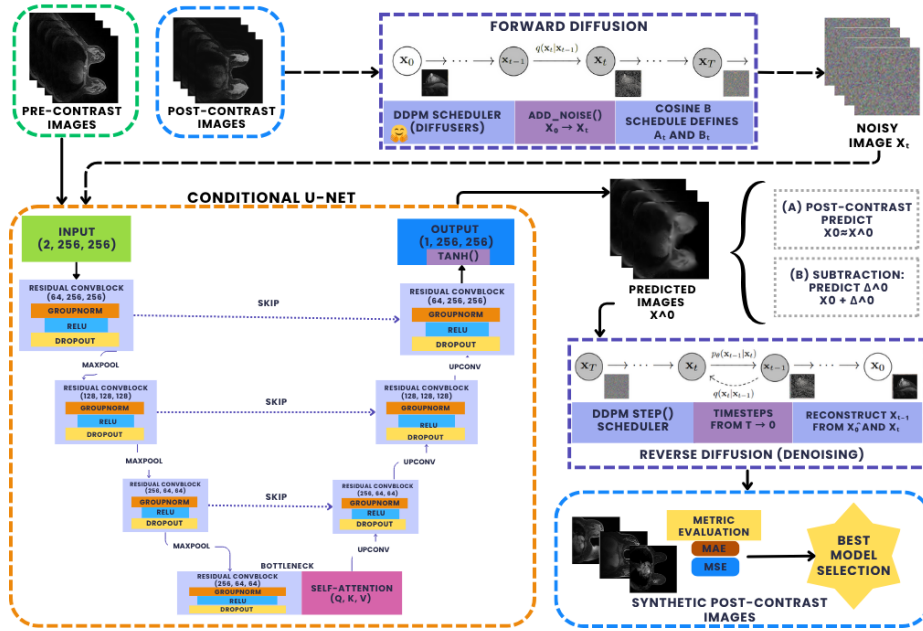 PRE-CONTRAST
IMAGES
POST-CONTRAST
IMAGES
FORWARD DIFFUSION
x₀
q(xₜ|xₜ₋₁)
xₜ₋₁
xₜ
x_T
DDPM SCHEDULER
(DIFFUSERS)
ADD_NOISE()
X₀ → Xₜ
COSINE B
SCHEDULE DEFINES
Aₜ AND Bₜ
NOISY
IMAGE Xₜ
CONDITIONAL U-NET
INPUT
(2, 256, 256)
OUTPUT
(1, 256, 256)
TANH()
RESIDUAL CONVBLOCK
(64, 256, 256)
GROUPNORM
RELU
DROPOUT
SKIP
RESIDUAL CONVBLOCK
(64, 256, 256)
GROUPNORM
RELU
DROPOUT
MAXPOOL
UPCONV
RESIDUAL CONVBLOCK
(128, 128, 128)
GROUPNORM
RELU
DROPOUT
SKIP
RESIDUAL CONVBLOCK
(128, 128, 128)
GROUPNORM
RELU
DROPOUT
MAXPOOL
UPCONV
RESIDUAL CONVBLOCK
(256, 64, 64)
GROUPNORM
RELU
DROPOUT
SKIP
RESIDUAL CONVBLOCK
(256, 64, 64)
GROUPNORM
RELU
DROPOUT
MAXPOOL
UPCONV
BOTTLENECK
RESIDUAL CONVBLOCK
(256, 64, 64)
GROUPNORM
RELU
DROPOUT
SELF-ATTENTION
(Q, K, V)
PREDICTED
IMAGES
X^0
(A) POST-CONTRAST
PREDICT
X0≈X^0
(B) SUBTRACTION:
PREDICT Δ^0
X0 + Δ^0
x_T
xₜ
pθ(xₜ₋₁|xₜ)
q(xₜ|xₜ₋₁)
xₜ₋₁
x₀
DDPM STEP()
SCHEDULER
TIMESTEPS
FROM T → 0
RECONSTRUCT Xₜ₋₁
FROM X̂₀ AND Xₜ
REVERSE DIFFUSION (DENOISING)
METRIC
EVALUATION
MAE
MSE
BEST
MODEL
SELECTION
SYNTHETIC POST-CONTRAST
IMAGES